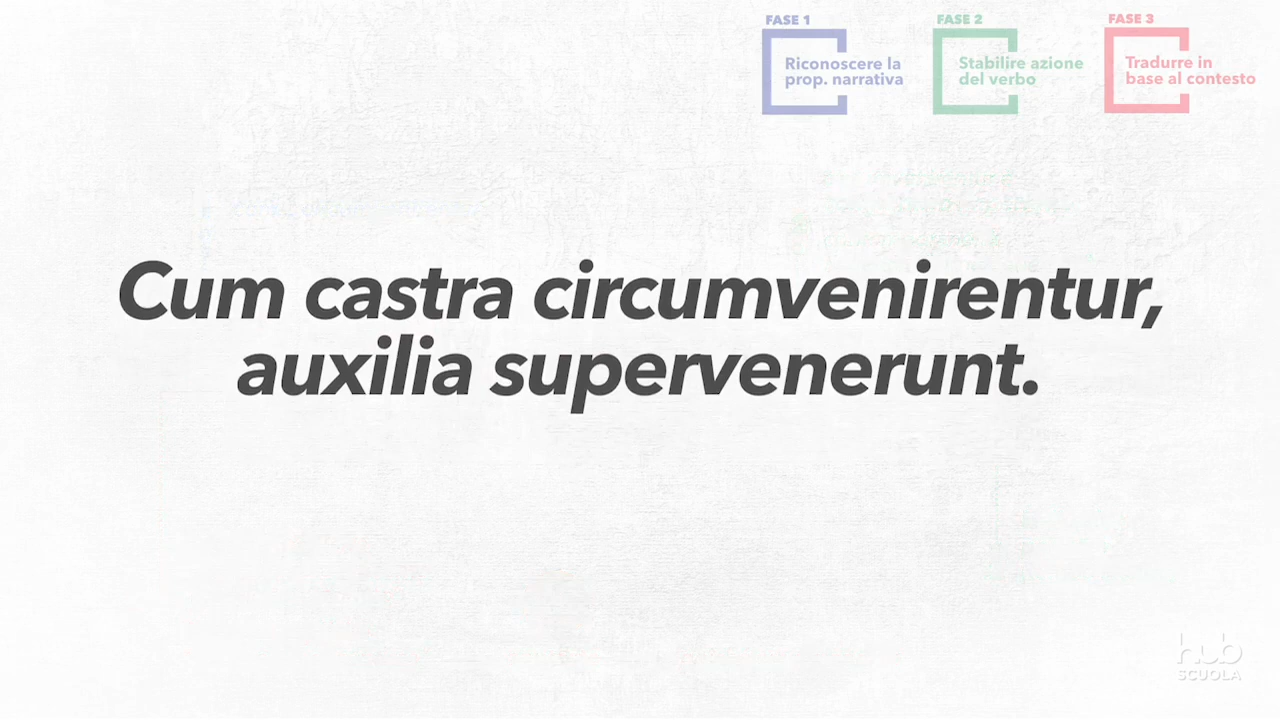 FASE 1
Riconoscere la
prop. narrativa
FASE 2
Stabilire azione
del verbo
FASE 3
Tradurre in
base al contesto
Cum castra circumvenirentur,
auxilia supervenerunt.
hub
SCUOLA